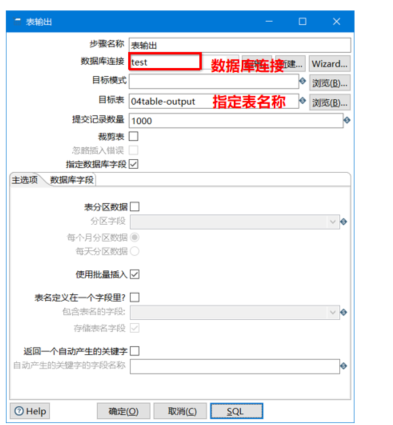 表输出
步骤名称 表输出
数据库连接 test 数据库连接 Wizard...
目标模式 浏览(B)...
目标表 04table-output 指定表名称 浏览(B)...
提交记录数量 1000
裁剪表
忽略插入错误
指定数据库字段
主选项 数据库字段
表分区数据
分区字段
每个月分区数据
每天分区数据
使用批量插入
表名定义在一个字段里?
包含表名的字段:
存储表名字段
返回一个自动产生的关键字
自动产生的关键字的字段名称
Help 确定(O) 取消(C) SQL